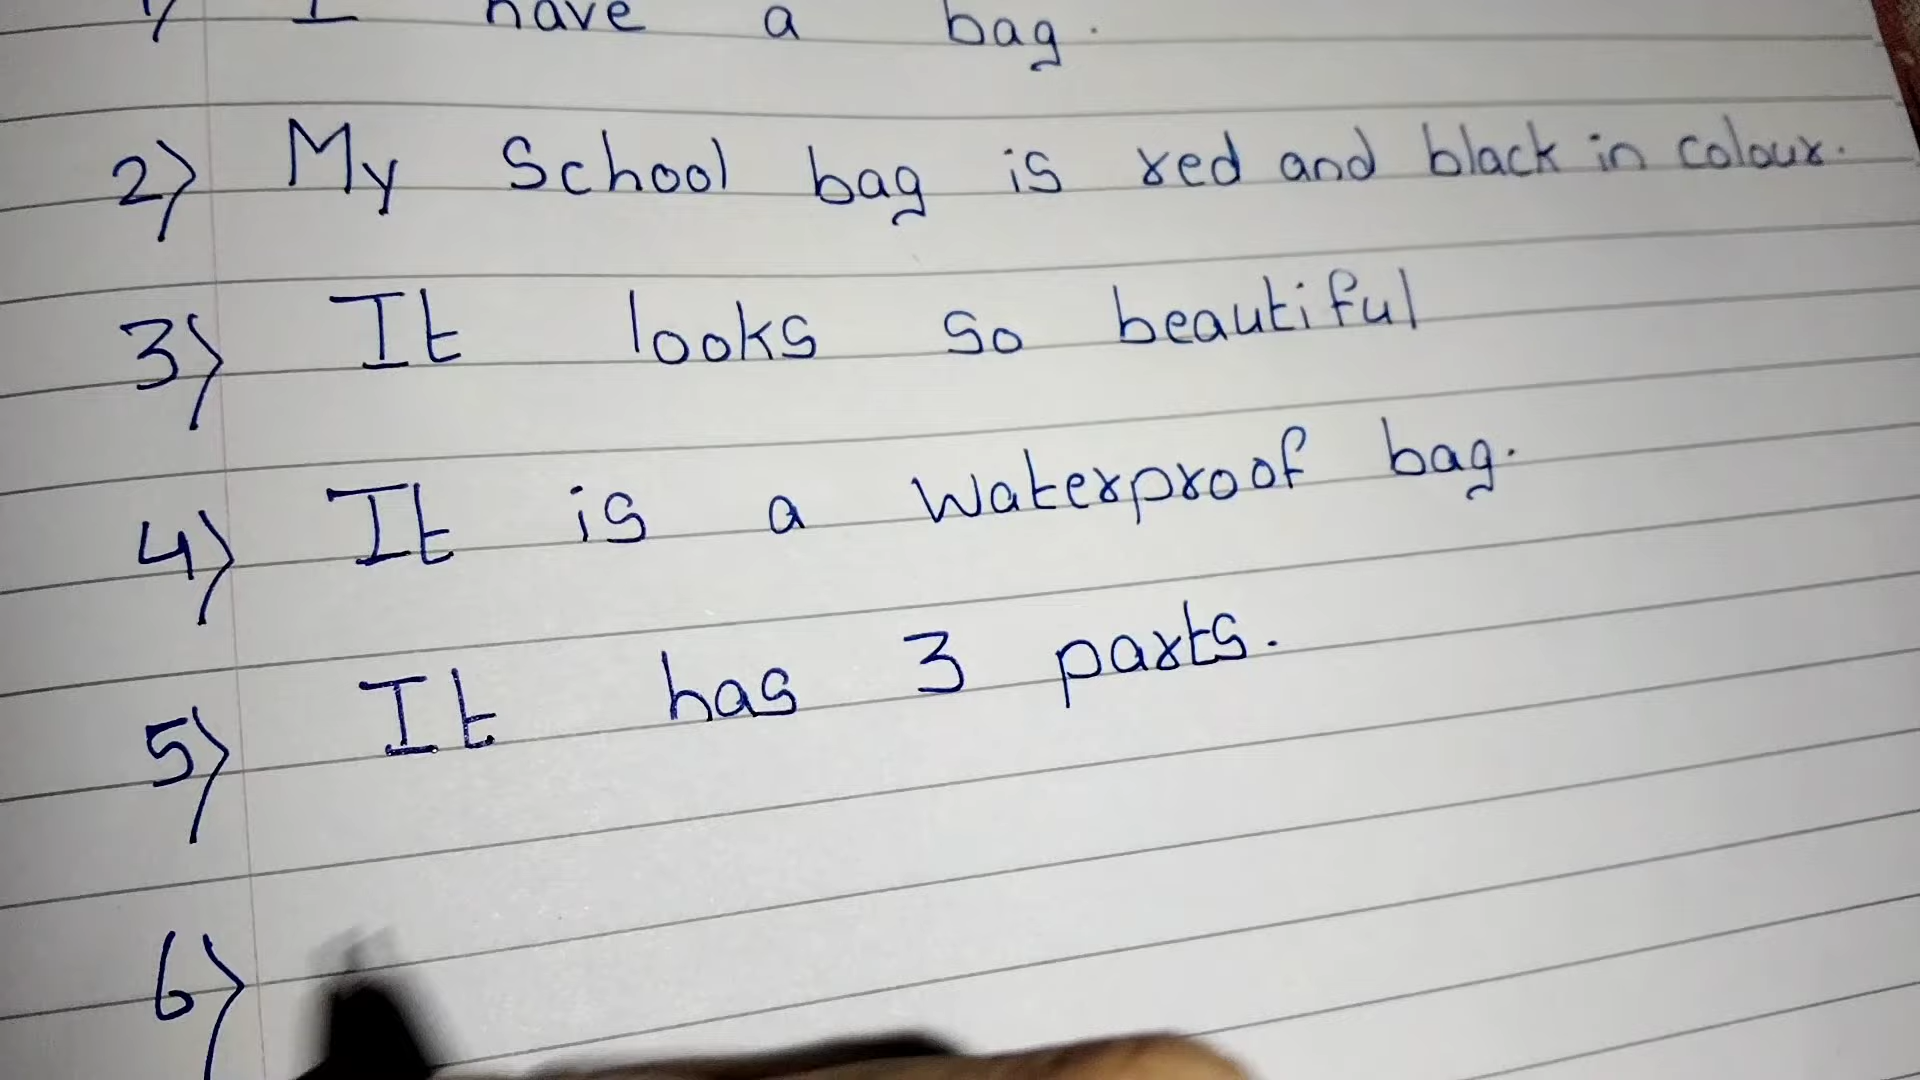 1) I have a bag.
2) My School bag is red and black in colour.
3) It looks so beautiful
4) It is a waterproof bag.
5) It has 3 parts.
6)